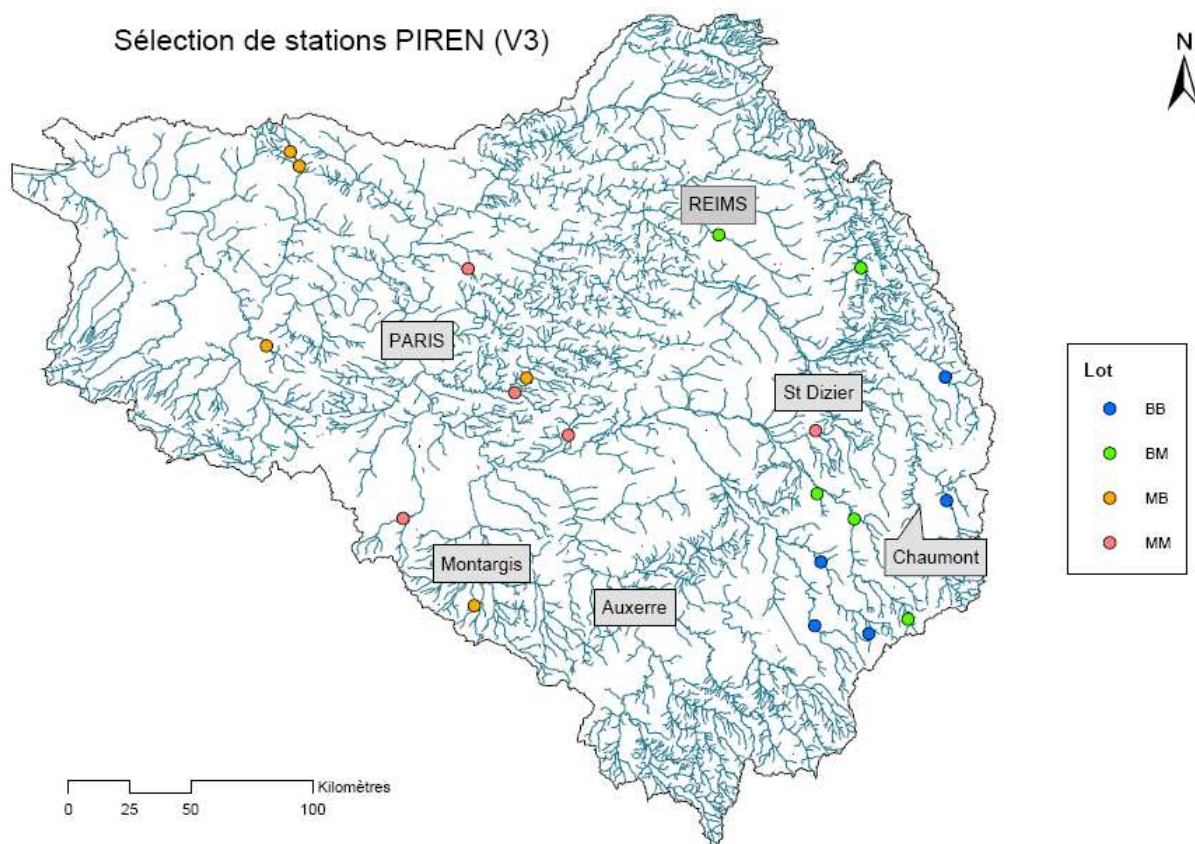 Sélection de stations PIREN (V3)
N
REIMS
PARIS
St Dizier
Lot
BB
BM
MB
MM
Chaumont
Montargis
Auxerre
Kilomètres
0 25 50 100